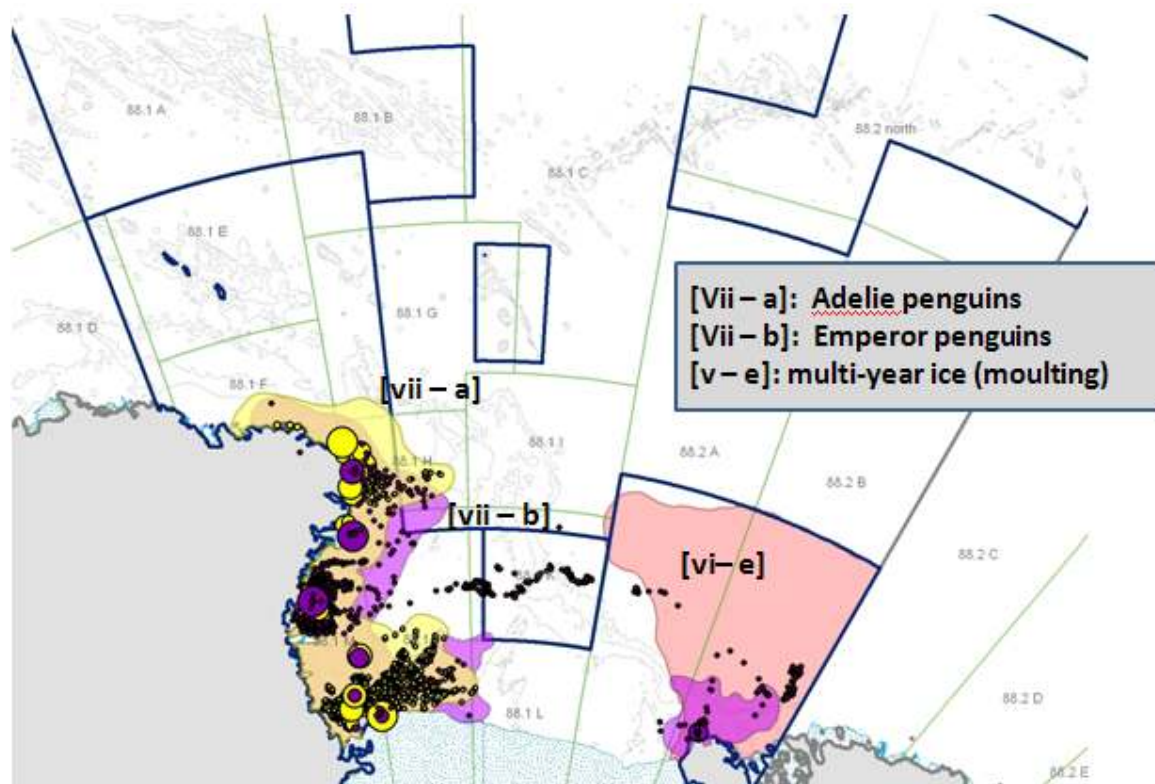 88.1 A
88.1 B
88.2 north
88.1 C
88.1 E
[Vii – a]: Adelie penguins
[Vii – b]: Emperor penguins
[v – e]: multi-year ice (moulting)
88.1 D
88.1 G
88.1 F
[vii – a]
88.1 I
88.2 A
88.1 H
88.2 B
[vii – b]
88.2 C
[vi– e]
88.1 L
88.2 D
88.2 E